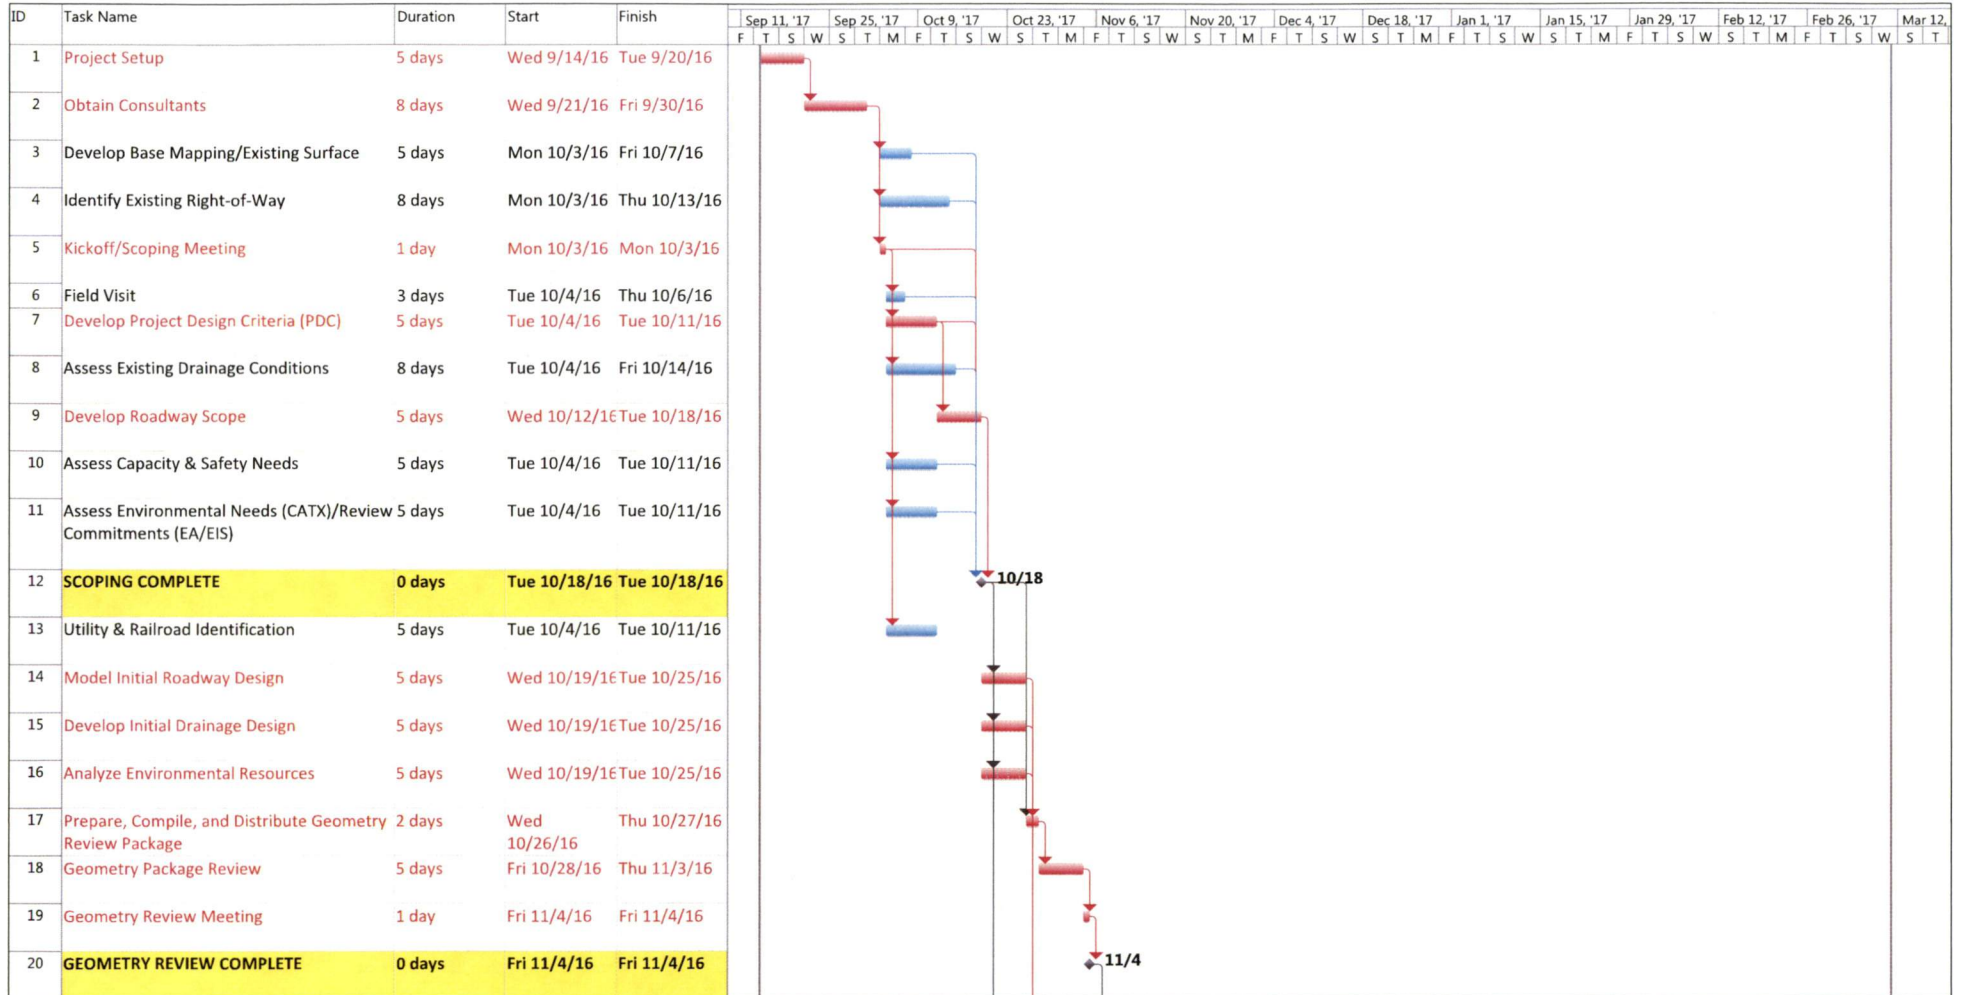 ID Task Name Duration Start Finish Sep 11, '17 Sep 25, '17 Oct 9, '17 Oct 23, '17 Nov 6, '17 Nov 20, '17 Dec 4, '17 Dec 18, '17 Jan 1, '17 Jan 15, '17 Jan 29, '17 Feb 12, '17 Feb 26, '17 Mar 12,
F T S W S T M F T S W S T M F T S W S T M F T S W S T M F T S W S T M F T S W S T M F T S W S T
1 Project Setup 5 days Wed 9/14/16 Tue 9/20/16
2 Obtain Consultants 8 days Wed 9/21/16 Fri 9/30/16
3 Develop Base Mapping/Existing Surface 5 days Mon 10/3/16 Fri 10/7/16
4 Identify Existing Right-of-Way 8 days Mon 10/3/16 Thu 10/13/16
5 Kickoff/Scoping Meeting 1 day Mon 10/3/16 Mon 10/3/16
6 Field Visit 3 days Tue 10/4/16 Thu 10/6/16
7 Develop Project Design Criteria (PDC) 5 days Tue 10/4/16 Tue 10/11/16
8 Assess Existing Drainage Conditions 8 days Tue 10/4/16 Fri 10/14/16
9 Develop Roadway Scope 5 days Wed 10/12/16 Tue 10/18/16
10 Assess Capacity & Safety Needs 5 days Tue 10/4/16 Tue 10/11/16
11 Assess Environmental Needs (CATX)/Review 5 days Tue 10/4/16 Tue 10/11/16
Commitments (EA/EIS)
12 SCOPING COMPLETE 0 days Tue 10/18/16 Tue 10/18/16 10/18
13 Utility & Railroad Identification 5 days Tue 10/4/16 Tue 10/11/16
14 Model Initial Roadway Design 5 days Wed 10/19/16 Tue 10/25/16
15 Develop Initial Drainage Design 5 days Wed 10/19/16 Tue 10/25/16
16 Analyze Environmental Resources 5 days Wed 10/19/16 Tue 10/25/16
17 Prepare, Compile, and Distribute Geometry 2 days Wed Thu 10/27/16
Review Package 10/26/16
18 Geometry Package Review 5 days Fri 10/28/16 Thu 11/3/16
19 Geometry Review Meeting 1 day Fri 11/4/16 Fri 11/4/16
20 GEOMETRY REVIEW COMPLETE 0 days Fri 11/4/16 Fri 11/4/16 11/4